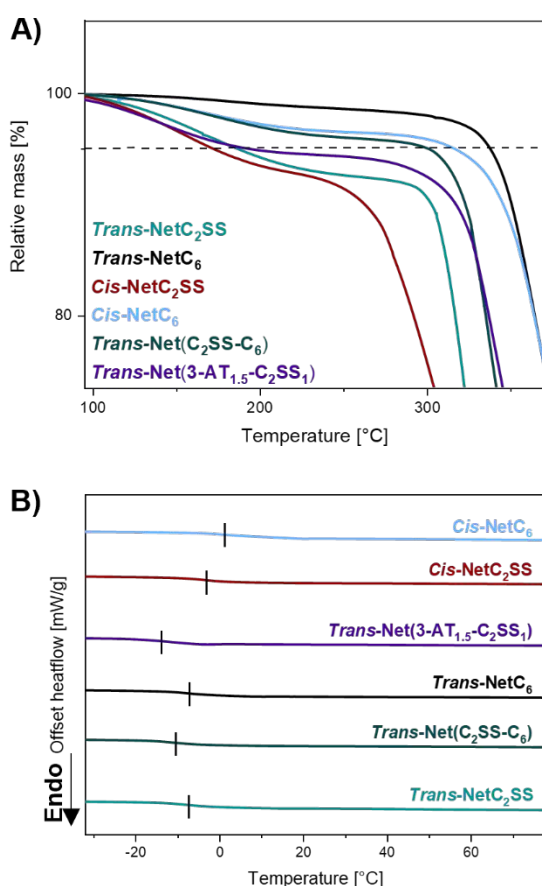 A)
Relative mass [%]
100
80
Trans-NetC₂SS
Trans-NetC₆
Cis-NetC₂SS
Cis-NetC₆
Trans-Net(C₂SS-C₆)
Trans-Net(3-AT₁.₅-C₂SS₁)
100 200 300
Temperature [°C]
B)
Endo Offset heatflow [mW/g]
Cis-NetC₆
Cis-NetC₂SS
Trans-Net(3-AT₁.₅-C₂SS₁)
Trans-NetC₆
Trans-Net(C₂SS-C₆)
Trans-NetC₂SS
-20 0 20 40 60
Temperature [°C]